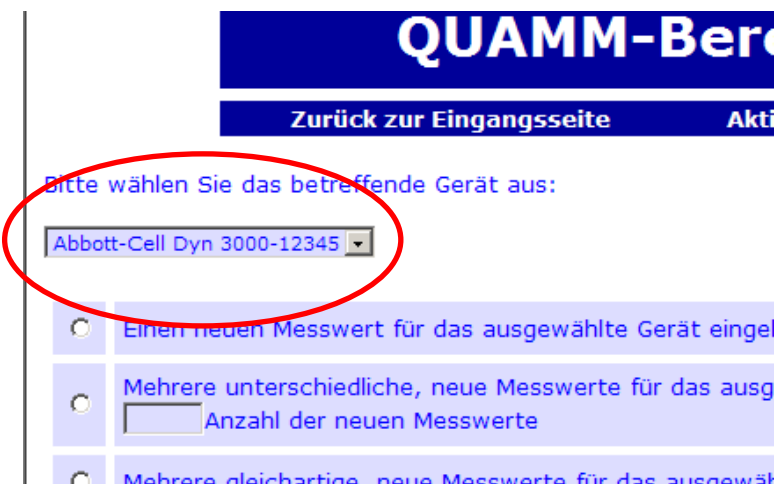 QUAMM-Bere
Zurück zur Eingangsseite Akti
Bitte wählen Sie das betreffende Gerät aus:
Abbott-Cell Dyn 3000-12345
Einen neuen Messwert für das ausgewählte Gerät eingel
Mehrere unterschiedliche, neue Messwerte für das ausg
Anzahl der neuen Messwerte
Mehrere gleichartige, neue Messwerte für das ausgewäh